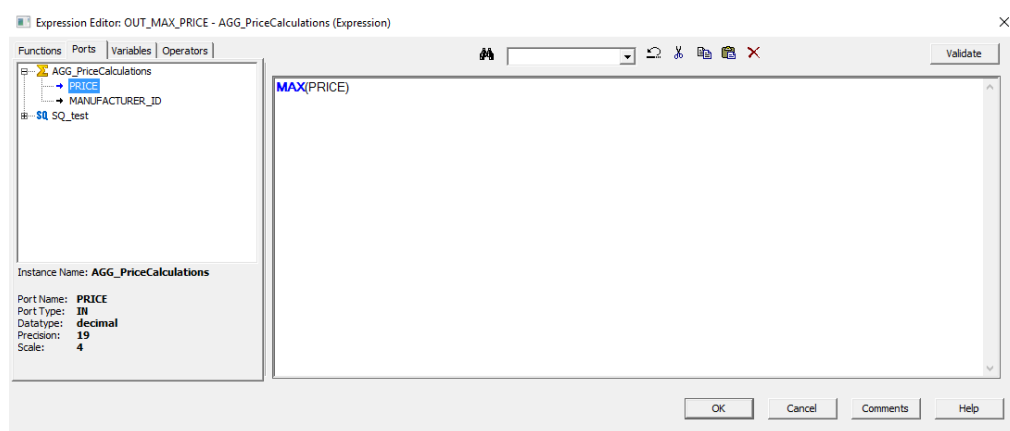 Expression Editor: OUT_MAX_PRICE - AGG_PriceCalculations (Expression)
Functions Ports Variables Operators
Validate
AGG_PriceCalculations
PRICE
MANUFACTURER_ID
SQ SQ_test
MAX(PRICE)
Instance Name: AGG_PriceCalculations
Port Name: PRICE
Port Type: IN
Datatype: decimal
Precision: 19
Scale: 4
OK Cancel Comments Help